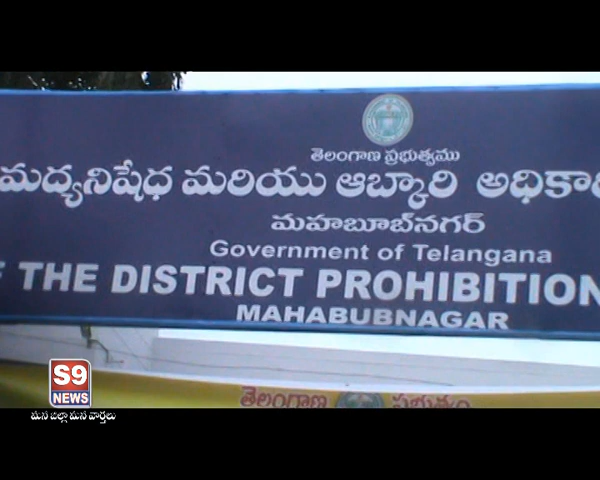 తెలంగాణ ప్రభుత్వము
మద్యనిషేధ మరియు ఆబ్కారి
మహబూబ్‌నగర్
Government of Telangana
THE DISTRICT PROHIBITION
MAHABUBNAGAR
తెలంగాణ ప్రభుత్వం
S9
NEWS
మన జిల్లా మన వార్తలు